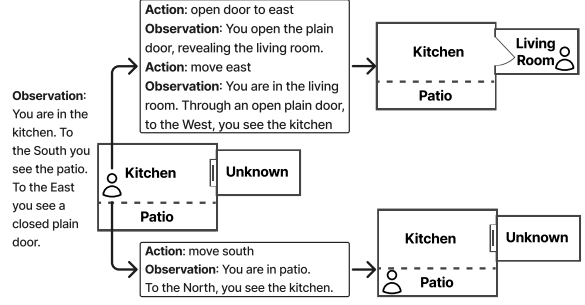 Observation:
You are in the
kitchen. To
the South you
see the patio.
To the East
you see a
closed plain
door.
Kitchen
Unknown
Patio
Action: open door to east
Observation: You open the plain
door, revealing the living room.
Action: move east
Observation: You are in the living
room. Through an open plain door,
to the West, you see the kitchen
Kitchen
Living
Room
Patio
Action: move south
Observation: You are in patio.
To the North, you see the kitchen.
Kitchen
Unknown
Patio